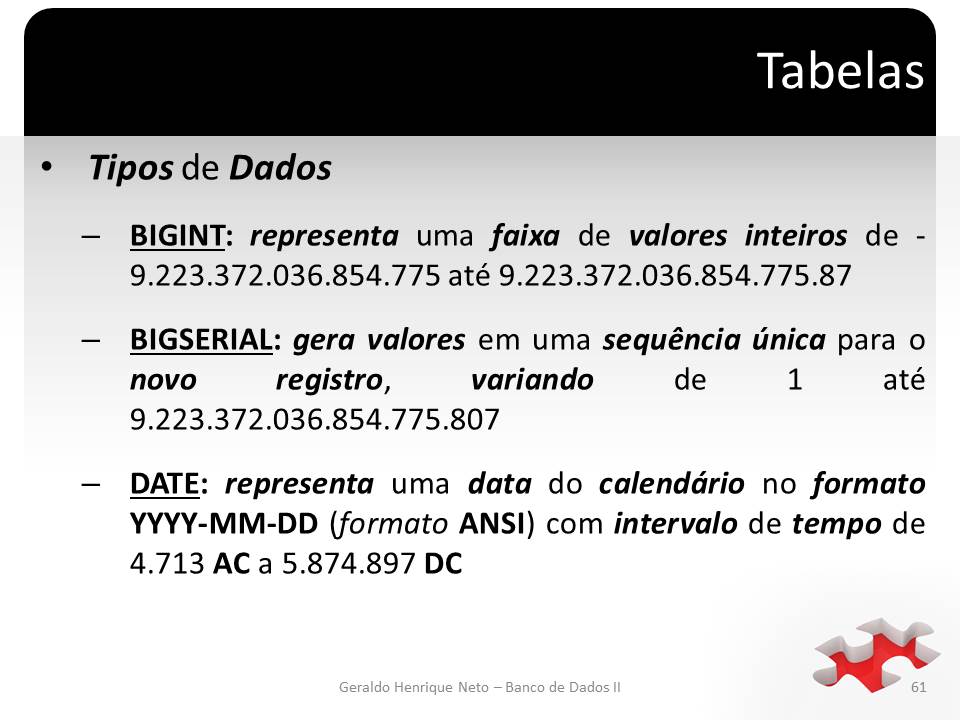 Tabelas
• Tipos de Dados
– BIGINT: representa uma faixa de valores inteiros de -
9.223.372.036.854.775 até 9.223.372.036.854.775.87
– BIGSERIAL: gera valores em uma sequência única para o
novo registro, variando de 1 até
9.223.372.036.854.775.807
– DATE: representa uma data do calendário no formato
YYYY-MM-DD (formato ANSI) com intervalo de tempo de
4.713 AC a 5.874.897 DC
Geraldo Henrique Neto – Banco de Dados II
61